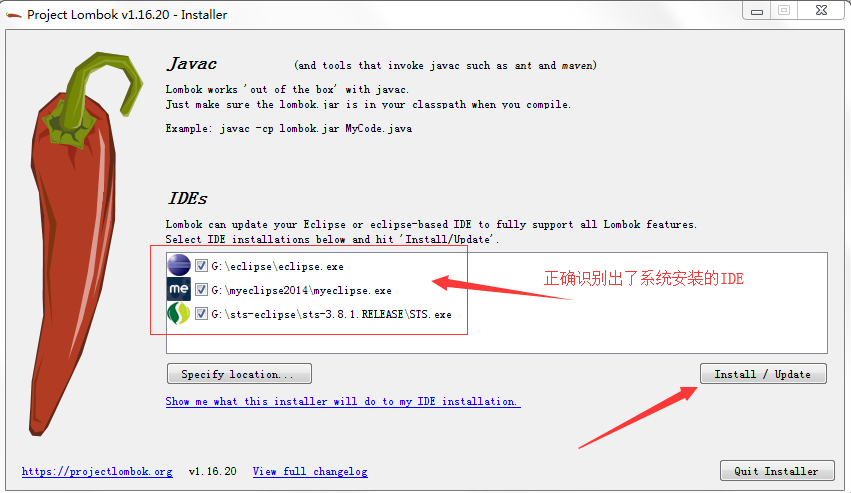 Project Lombok v1.16.20 - Installer
Javac (and tools that invoke javac such as ant and maven)
Lombok works 'out of the box' with javac.
Just make sure the lombok.jar is in your classpath when you compile.
Example: javac -cp lombok.jar MyCode.java
IDEs
Lombok can update your Eclipse or eclipse-based IDE to fully support all Lombok features.
Select IDE installations below and hit 'Install/Update'.
G:\eclipse\eclipse.exe
me G:\myeclipse2014\myeclipse.exe
G:\sts-eclipse\sts-3.8.1.RELEASE\STS.exe
正确识别出了系统安装的IDE
Specify location... Install / Update
Show me what this installer will do to my IDE installation.
https://projectlombok.org v1.16.20 View full changelog Quit Installer